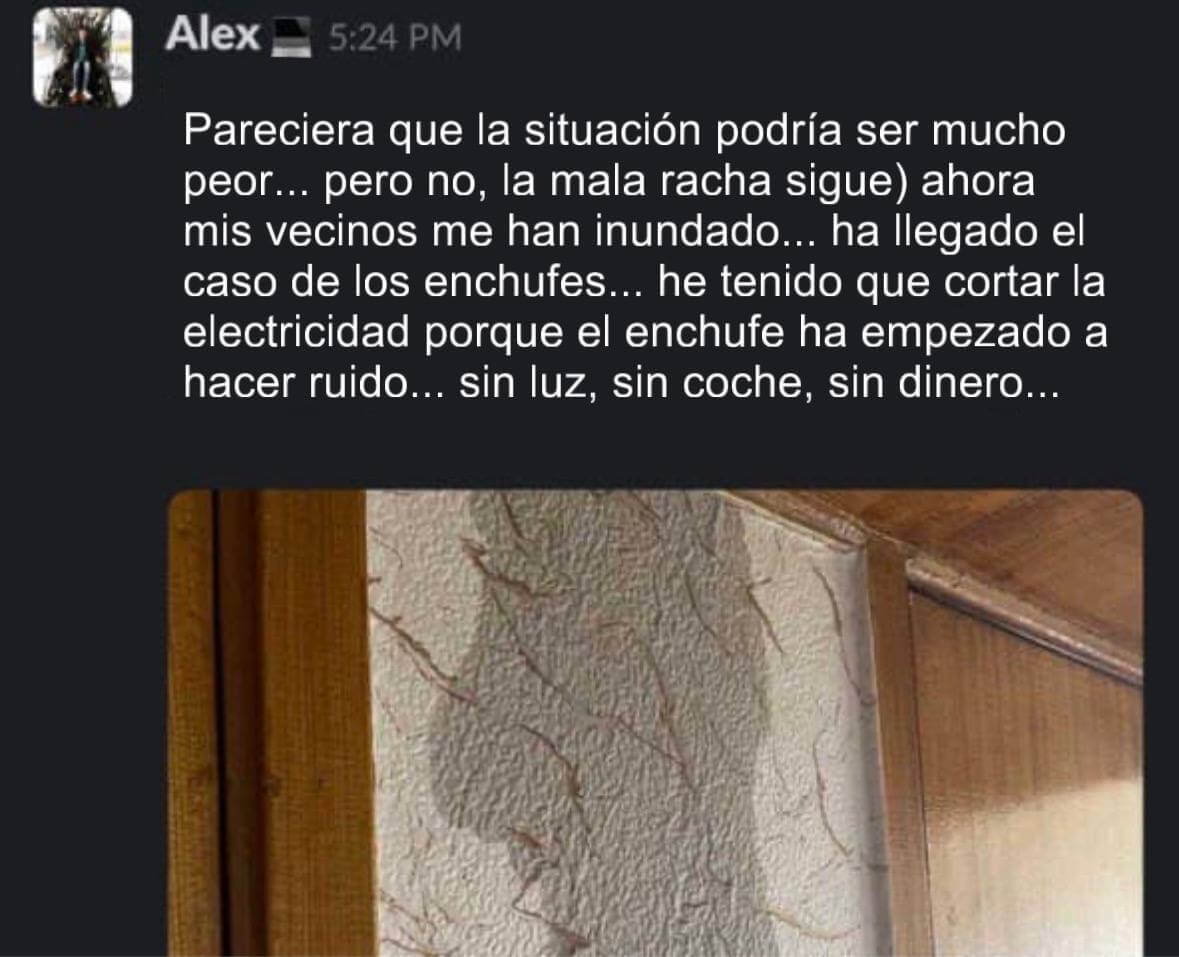 Alex 5:24 PM
Pareciera que la situación podría ser mucho
peor... pero no, la mala racha sigue) ahora
mis vecinos me han inundado... ha llegado el
caso de los enchufes... he tenido que cortar la
electricidad porque el enchufe ha empezado a
hacer ruido... sin luz, sin coche, sin dinero...